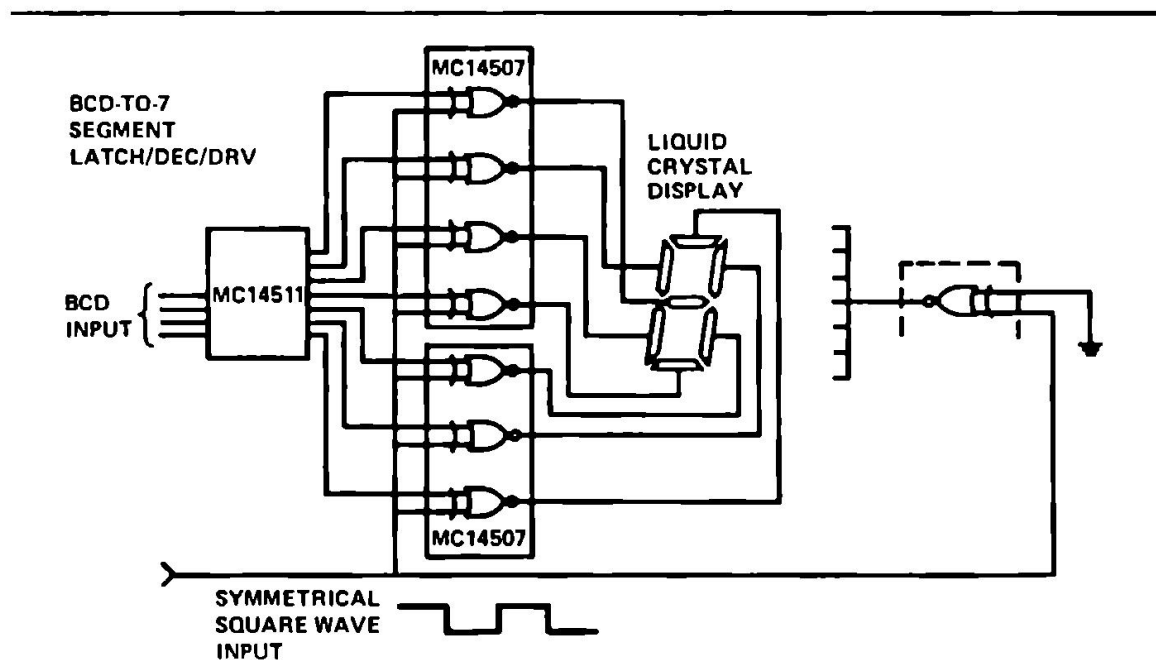 MC14507
BCD-TO-7
SEGMENT
LATCH/DEC/DRV
LIQUID
CRYSTAL
DISPLAY
MC14511
BCD
INPUT
MC14507
SYMMETRICAL
SQUARE WAVE
INPUT